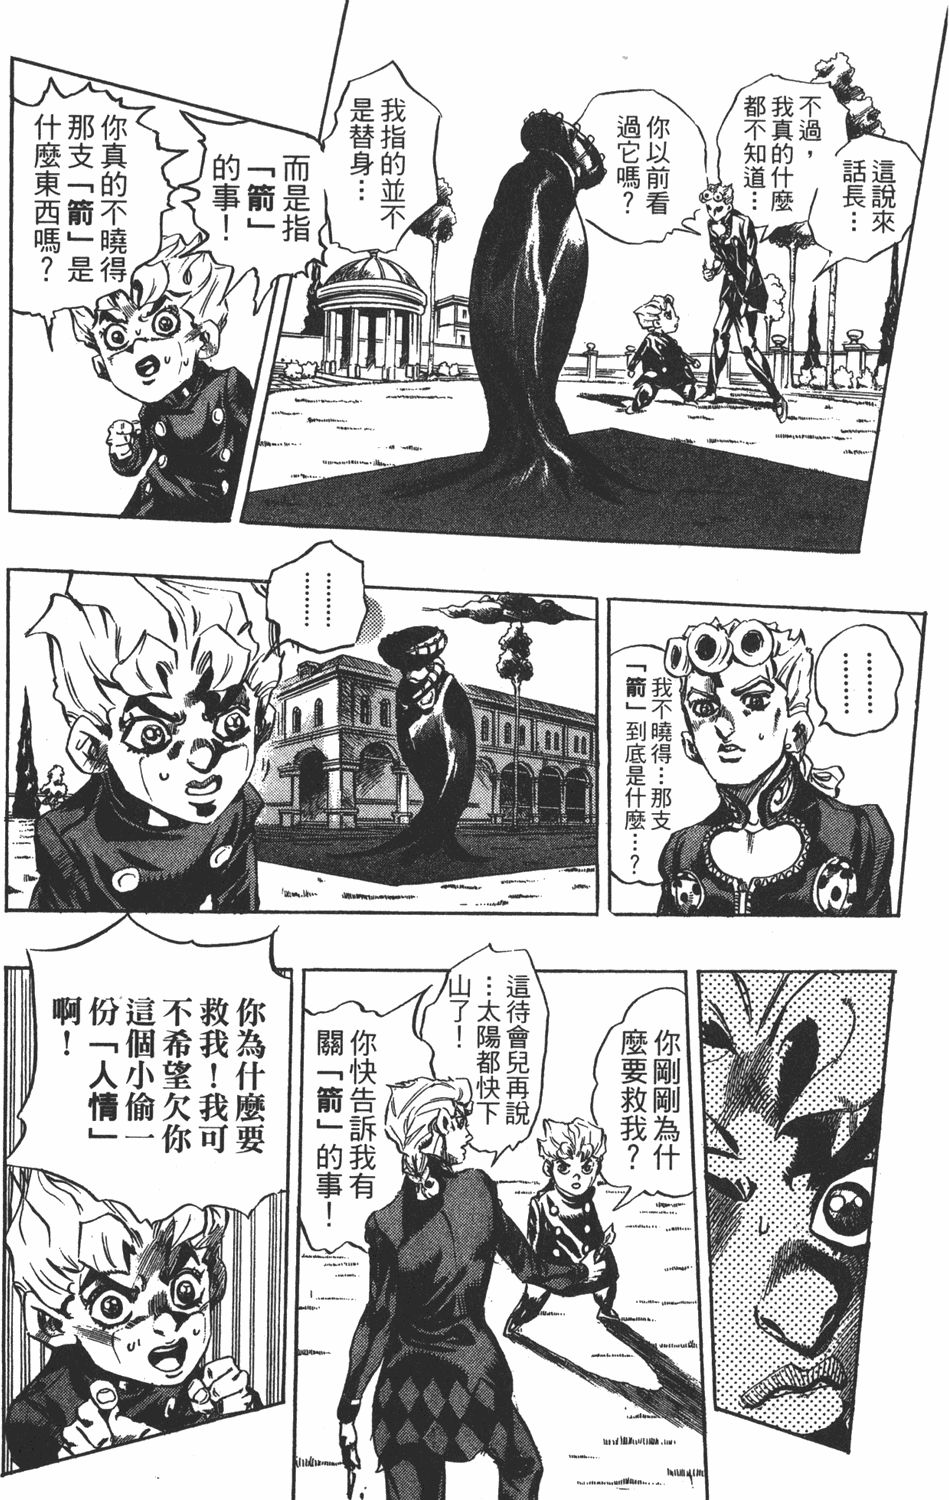 這說來
話長…
不過，
我真的什麼
都不知道…
你以前看
過它嗎？
我指的並不
是替身…
而是指
「箭」
的事！
你真的不曉得
那支「箭」是
什麼東西嗎？
………
我不曉得…那支
「箭」到底是什麼…？
………
你剛剛為什
麼要救我？
這待會兒再說
…太陽都快下
山了！
你快告訴我有
關「箭」的事！
你為什麼要
救我！我可
不希望欠你
這個小偷一
份「人情」
啊！